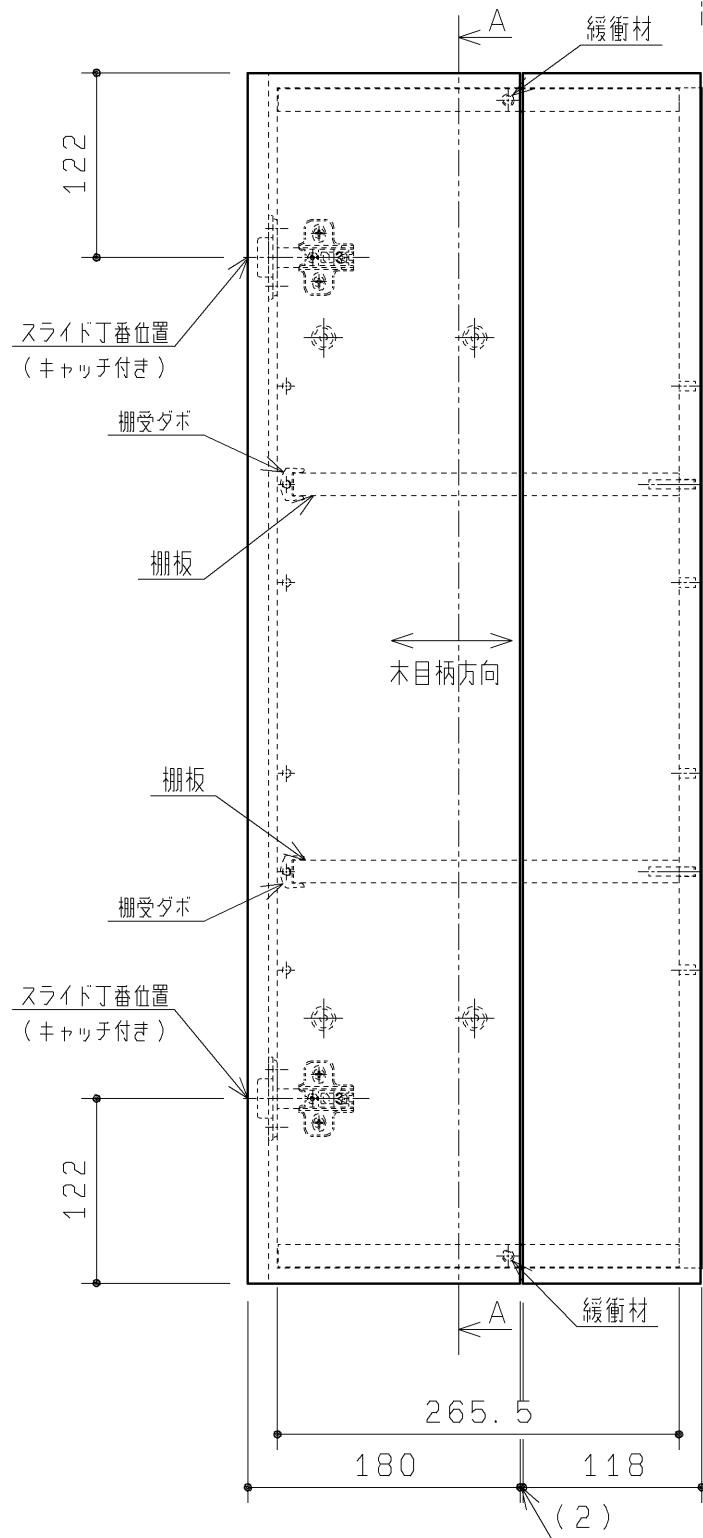 A
緩衝材
122
スライド丁番位置
(キャッチ付き)
棚受ダボ
棚板
木目柄方向
棚板
棚受ダボ
スライド丁番位置
(キャッチ付き)
122
緩衝材
A
265.5
180
118
(2)